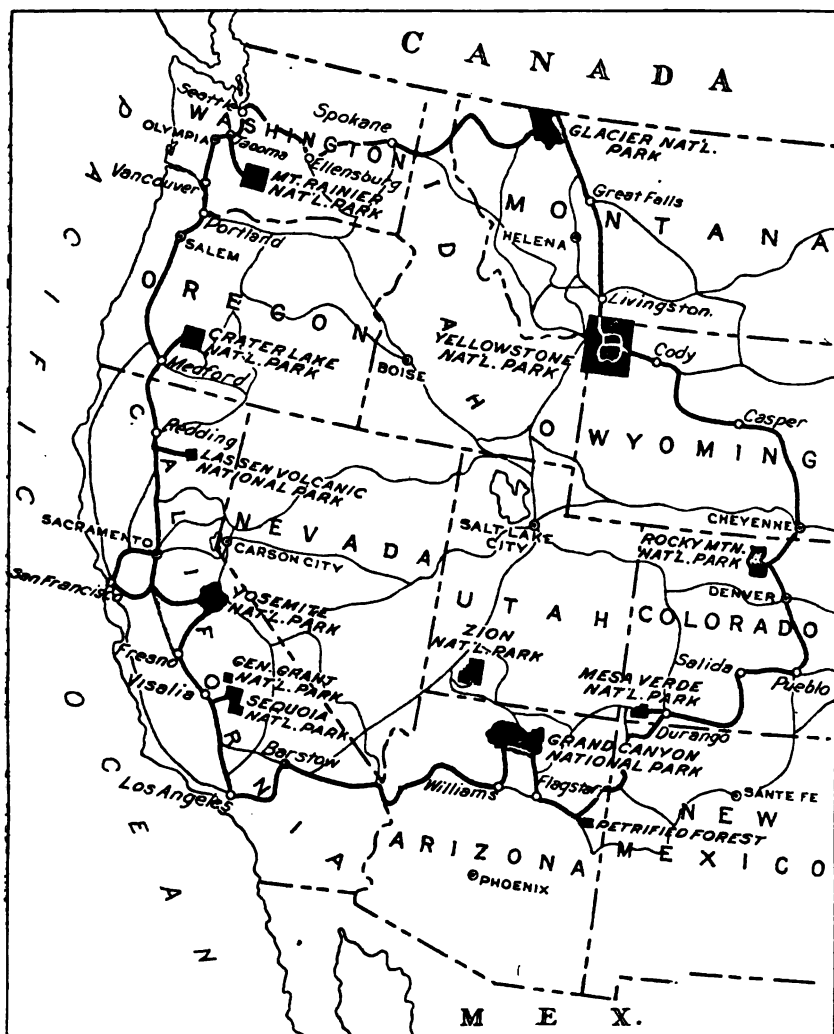 CANADA
Seattle
WASHINGTON
Spokane
OLYMPIA
Tacoma
Ellensburg
GLACIER NAT'L.
PARK
MT. RAINIER
NAT'L. PARK
Vancouver
Great Falls
MONTANA
Portland
HELENA
SALEM
IDAHO
PACIFIC
OREGON
Livingston.
CRATER LAKE
NAT'L. PARK
YELLOWSTONE
NAT'L. PARK
Cody
BOISE
Medford
Casper
WYOMING
Redding
LASSEN VOLCANIC
NATIONAL PARK
CALIFORNIA
NEVADA
SACRAMENTO
CARSON CITY
SALT LAKE
CITY
CHEYENNE
ROCKY MTN.
NAT'L. PARK
San Francisco
YOSEMITE
NAT'L. PARK
DENVER
UTAH
COLORADO
ZION
NAT'L. PARK
Fresno
GEN. GRANT
NAT'L. PARK
MESA VERDE
NAT'L. PARK
Salida
Pueblo
Visalia
SEQUOIA
NAT'L. PARK
Durango
OCEAN
Barstow
GRAND CANYON
NATIONAL PARK
Los Angeles
Williams
Flagstaff
SANTE FE
NEW
MEXICO
PETRIFIED FOREST
ARIZONA
PHOENIX
MEX.